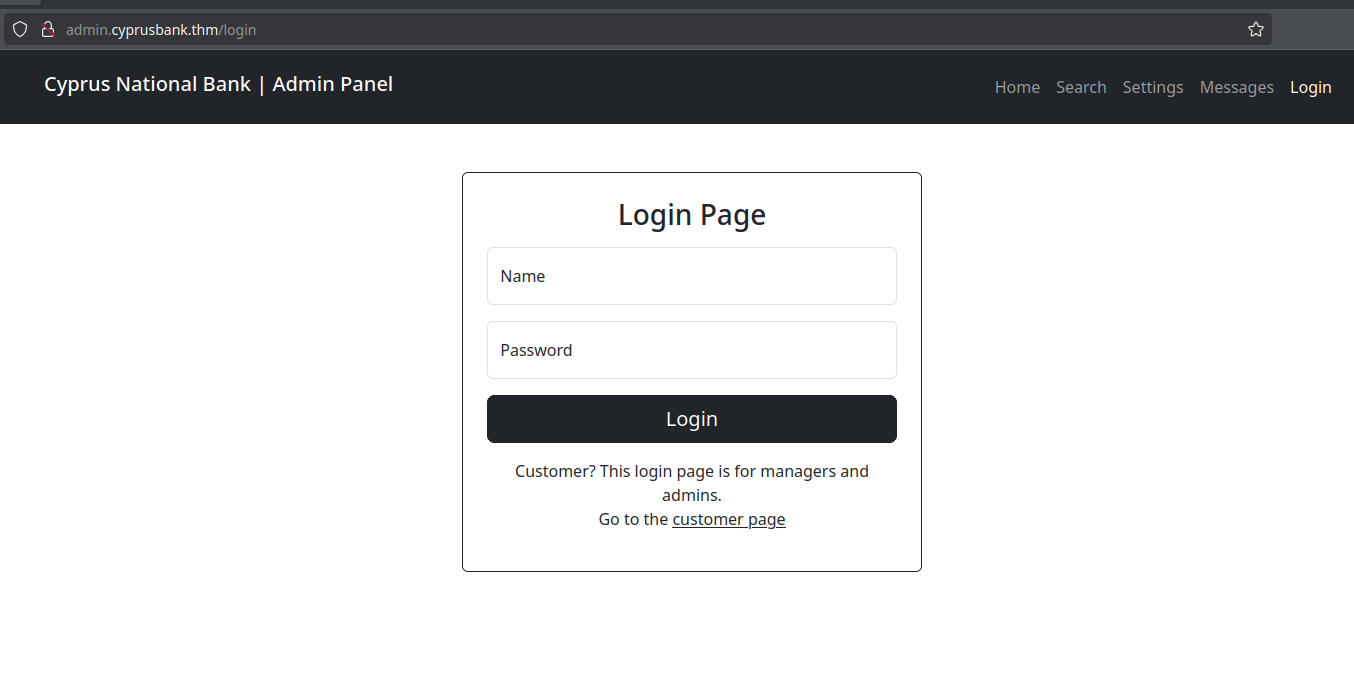 admin.cyprusbank.thm/login
Cyprus National Bank | Admin Panel
Home Search Settings Messages Login
Login Page
Name
Password
Login
Customer? This login page is for managers and
admins.
Go to the customer page